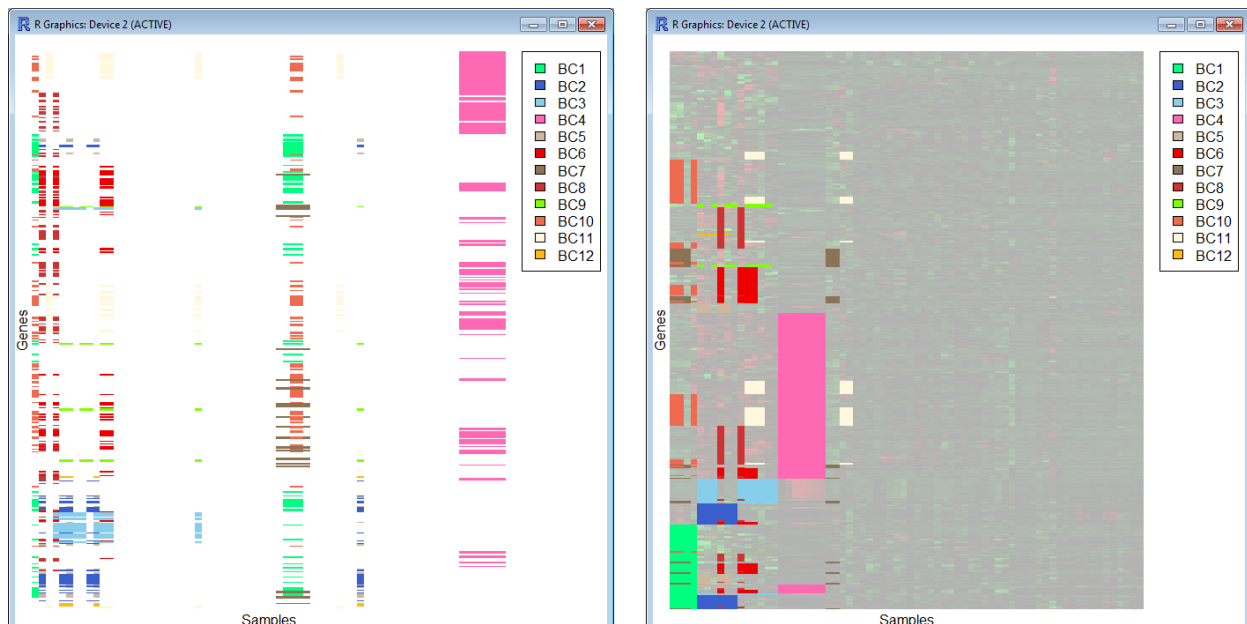 R Graphics: Device 2 (ACTIVE)
BC1
BC2
BC3
BC4
BC5
BC6
BC7
BC8
BC9
BC10
BC11
BC12
Genes
Samples
R Graphics: Device 2 (ACTIVE)
BC1
BC2
BC3
BC4
BC5
BC6
BC7
BC8
BC9
BC10
BC11
BC12
Genes
Samples